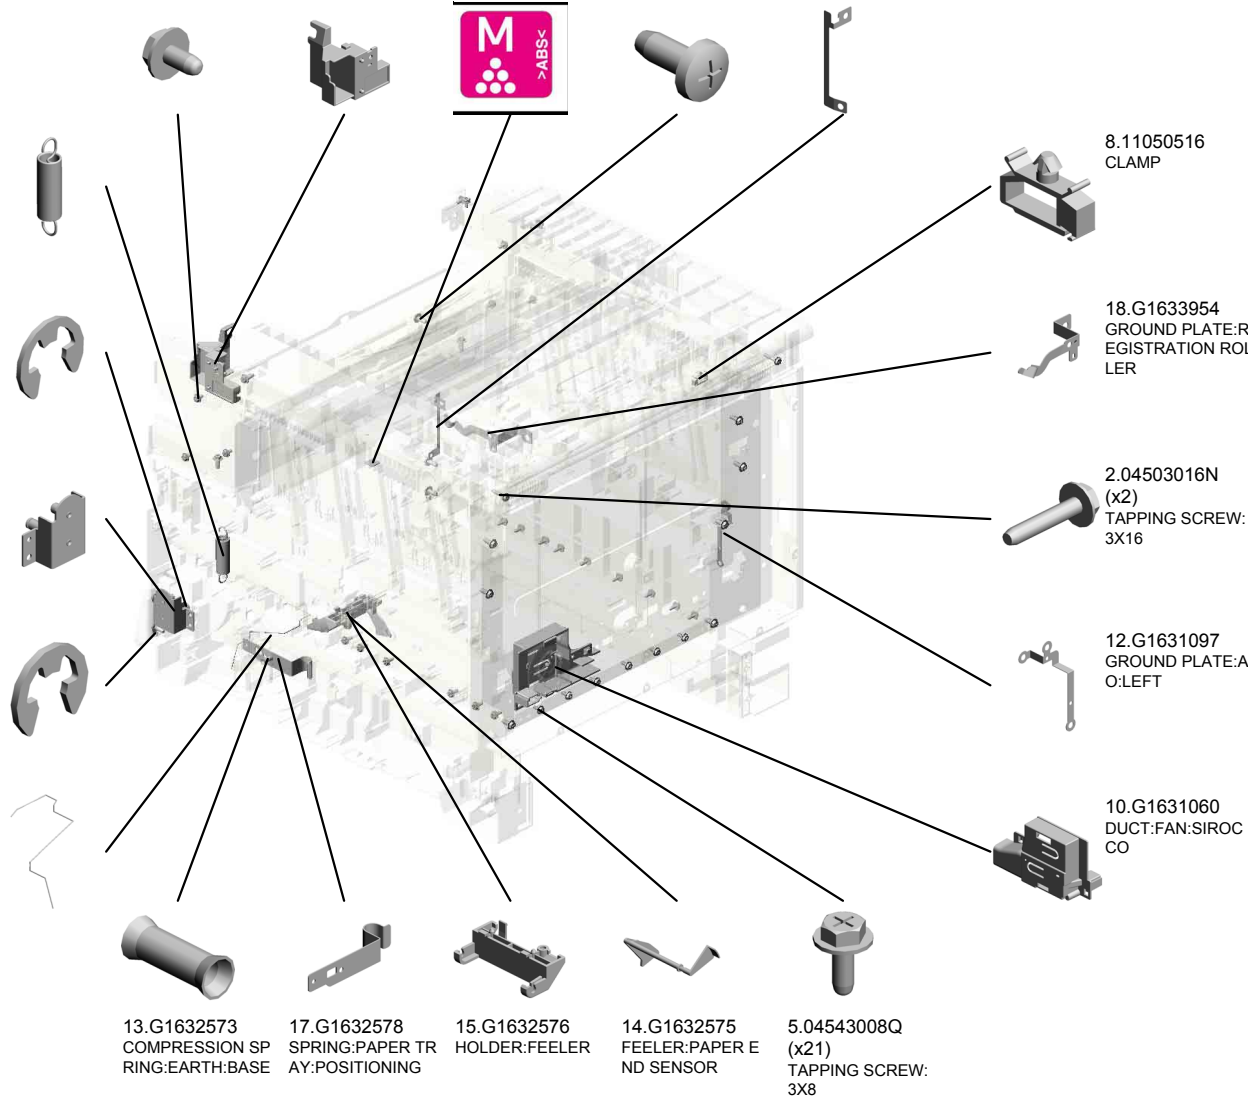 M
>ABS<
8.11050516
CLAMP
18.G1633954
GROUND PLATE:R
EGISTRATION ROL
LER
2.04503016N
(x2)
TAPPING SCREW:
3X16
12.G1631097
GROUND PLATE:A
O:LEFT
10.G1631060
DUCT:FAN:SIROC
CO
13.G1632573
COMPRESSION SP
RING:EARTH:BASE
17.G1632578
SPRING:PAPER TR
AY:POSITIONING
15.G1632576
HOLDER:FEELER
14.G1632575
FEELER:PAPER E
ND SENSOR
5.04543008Q
(x21)
TAPPING SCREW:
3X8